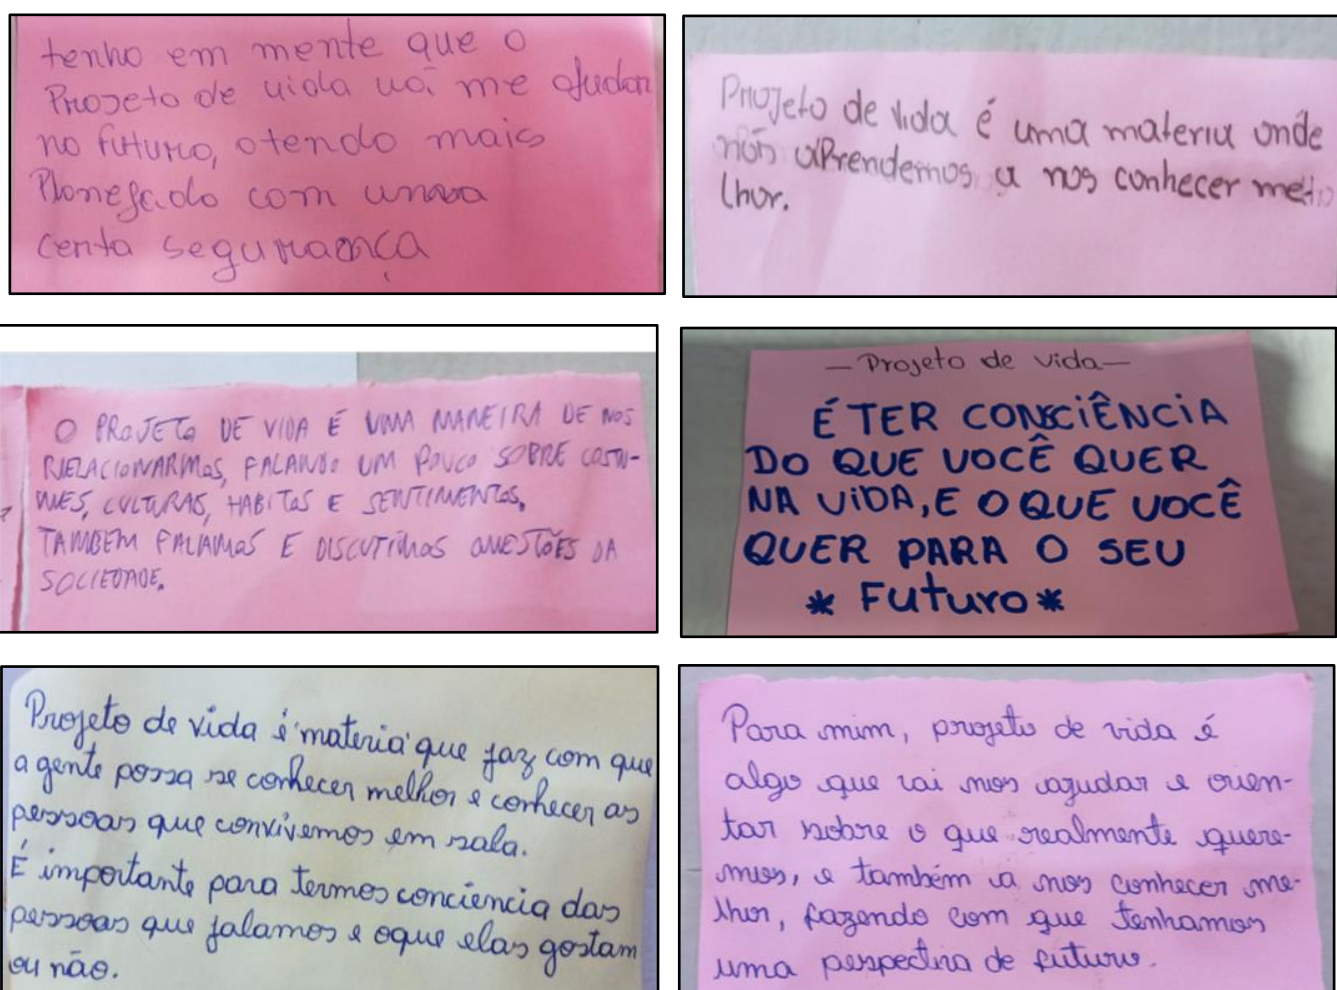 tenho em mente que o
Projeto de vida vai me ajudar
no futuro, otendo mais
Planejado com uma
certa segurança
Projeto de vida é uma materia onde
nós aPrendemos a nos conhecer me
lhor.
O PROJETO DE VIDA É UMA MANEIRA DE NOS
RELACIONARMOS, FALANDO UM POUCO SOBRE COSTU-
MES, CULTURAS, HABITOS E SENTIMENTOS.
TAMBEM FALAMOS E DISCUTIMOS QUESTÕES DA
SOCIEDADE.
— Projeto de vida —
É TER CONSCIÊNCIA
DO QUE VOCÊ QUER
NA VIDA, E O QUE VOCÊ
QUER PARA O SEU
* Futuro *
Projeto de vida é materia que faz com que
a gente possa se conhecer melhor e conhecer as
pessoas que convivemos em sala.
É importante para termos conciencia das
pessoas que falamos e oque elas gostam
ou não.
Para mim, projeto de vida é
algo que vai nos ajudar e orien-
tar sobre o que realmente quere-
mos, e também a nos conhecer me-
lhor, fazendo com que tenhamos
uma perspectiva de futuro.